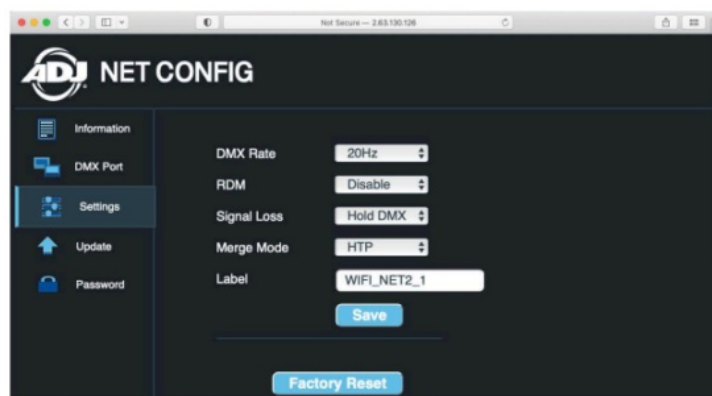 Not Secure — 2.63.130.126
ADJ NET CONFIG
Information
DMX Port
Settings
Update
Password
DMX Rate 20Hz
RDM Disable
Signal Loss Hold DMX
Merge Mode HTP
Label WIFI_NET2_1
Save
Factory Reset